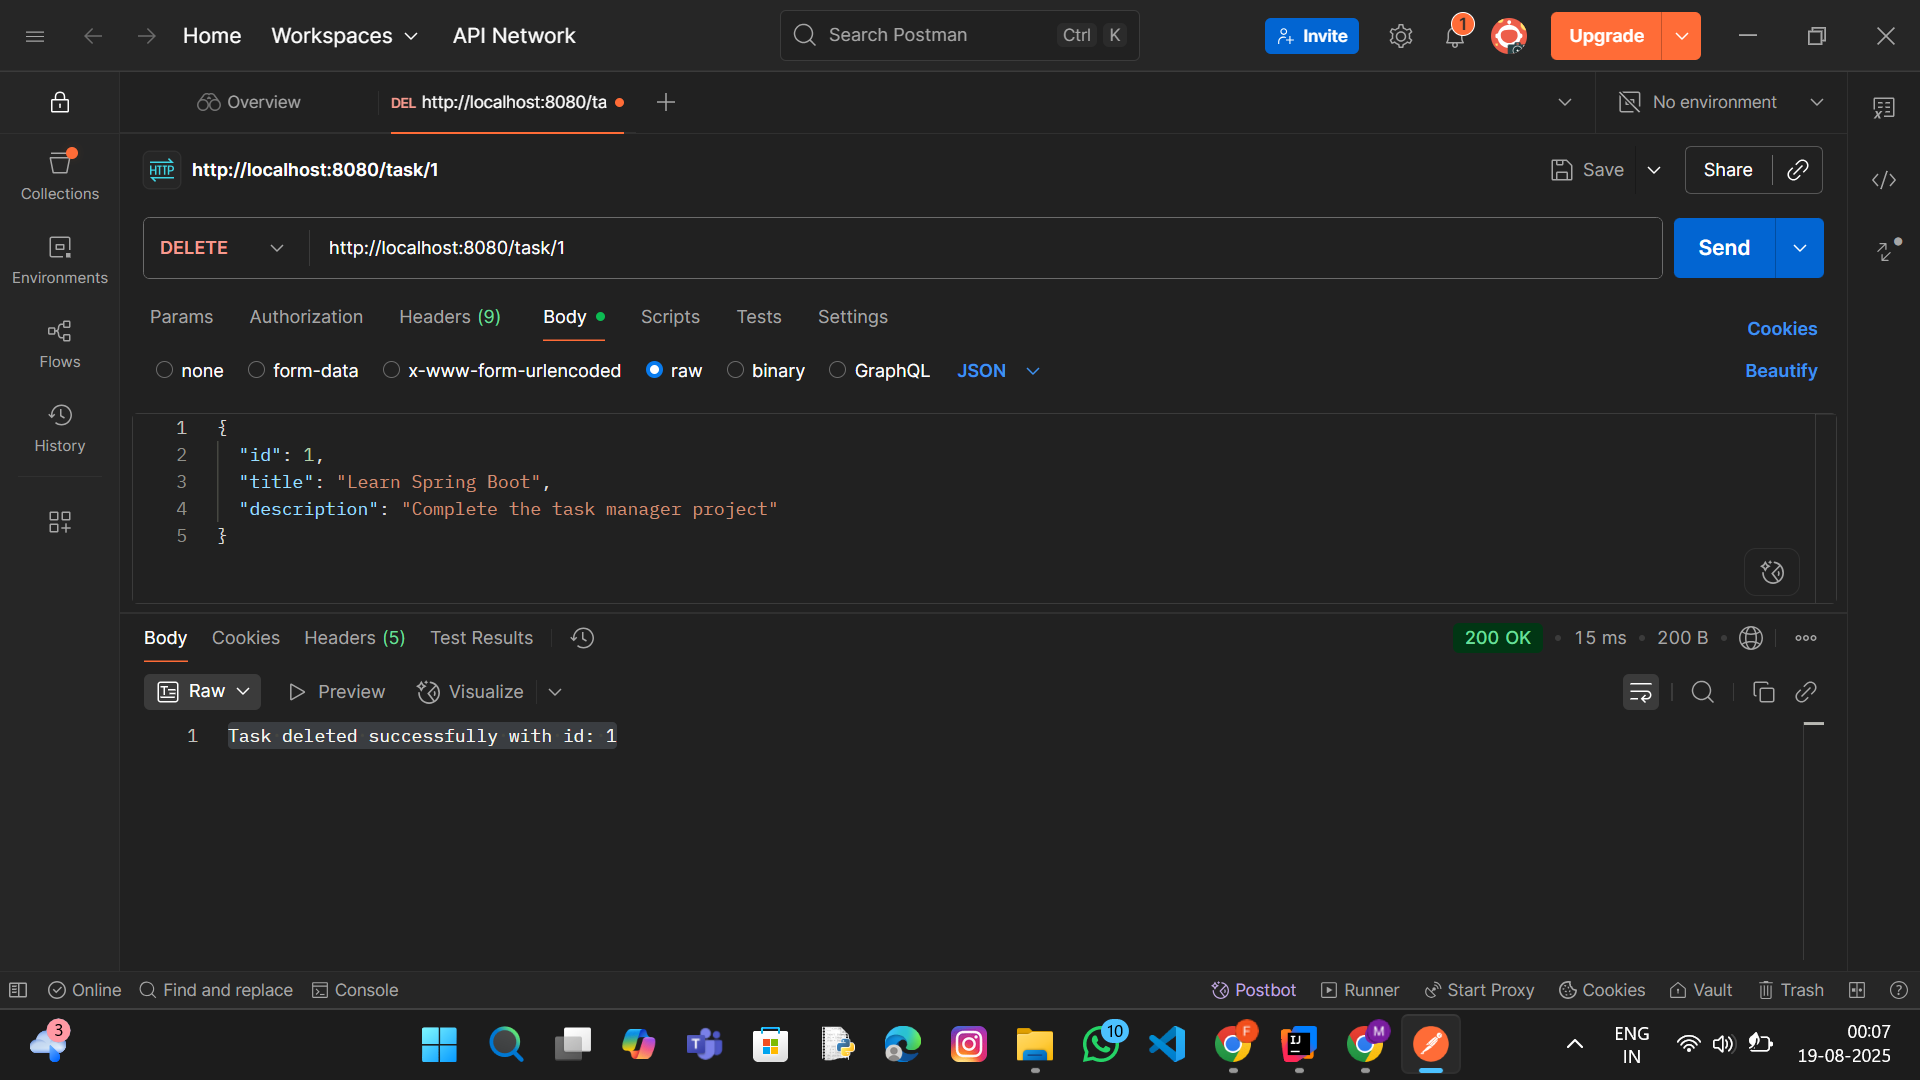 Home
Workspaces
API Network
Search Postman
Ctrl K
Invite
1
Upgrade
Overview
DEL http://localhost:8080/ta
No environment
HTTP http://localhost:8080/task/1
Save
Share
Collections
Environments
Flows
History
DELETE
http://localhost:8080/task/1
Send
Params
Authorization
Headers (9)
Body
Scripts
Tests
Settings
Cookies
none
form-data
x-www-form-urlencoded
raw
binary
GraphQL
JSON
Beautify
1 {
2 "id": 1,
3 "title": "Learn Spring Boot",
4 "description": "Complete the task manager project"
5 }
Body
Cookies
Headers (5)
Test Results
200 OK
15 ms
200 B
Raw
Preview
Visualize
1 Task deleted successfully with id: 1
Online
Find and replace
Console
Postbot
Runner
Start Proxy
Cookies
Vault
Trash
3
T
10
F
IJ
M
ENG
IN
00:07
19-08-2025